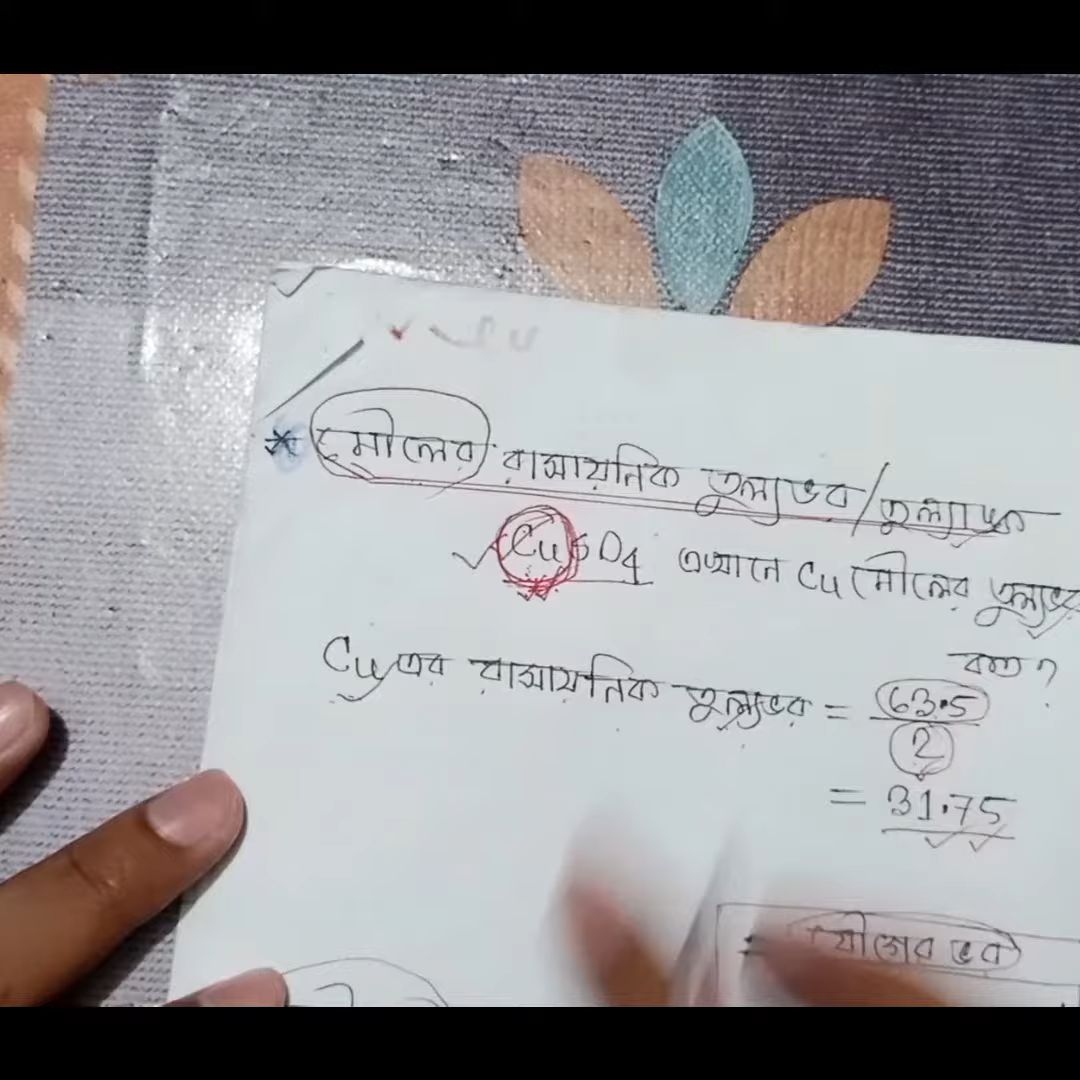 * মৌলের রাসায়নিক তুল্যভর/তুল্যাঙ্ক
CuSO4 এখানে Cu মৌলের তুল্যভর
কত ?
Cu এর রাসায়নিক তুল্যভর = 63.5
2
= 31.75
= যৌগের ভর